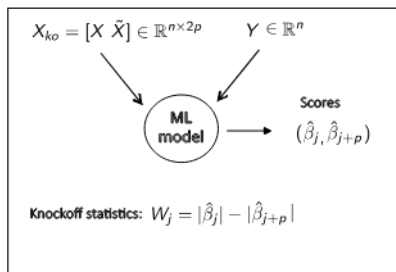 X_ko = [X X̃] ∈ ℝ^{n×2p}
Y ∈ ℝ^n
ML
model
Scores
(β̂_j, β̂_{j+p})
Knockoff statistics: W_j = |β̂_j| − |β̂_{j+p}|